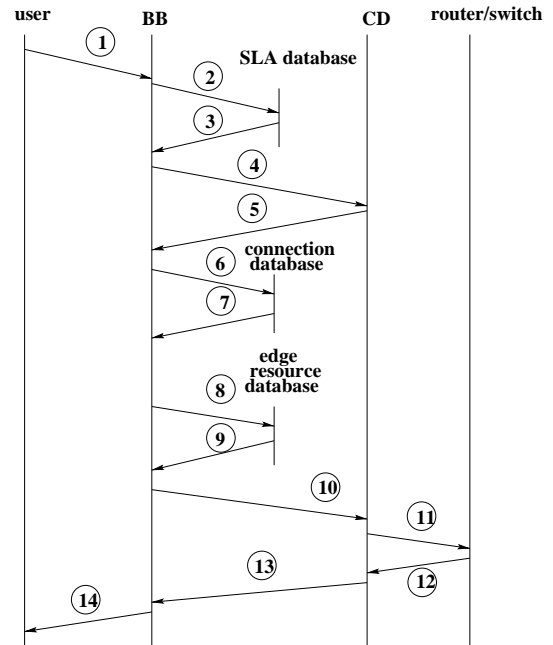 user
BB
CD
router/switch
1
2
SLA database
3
4
5
connection
database
6
7
edge
resource
database
8
9
10
11
12
13
14